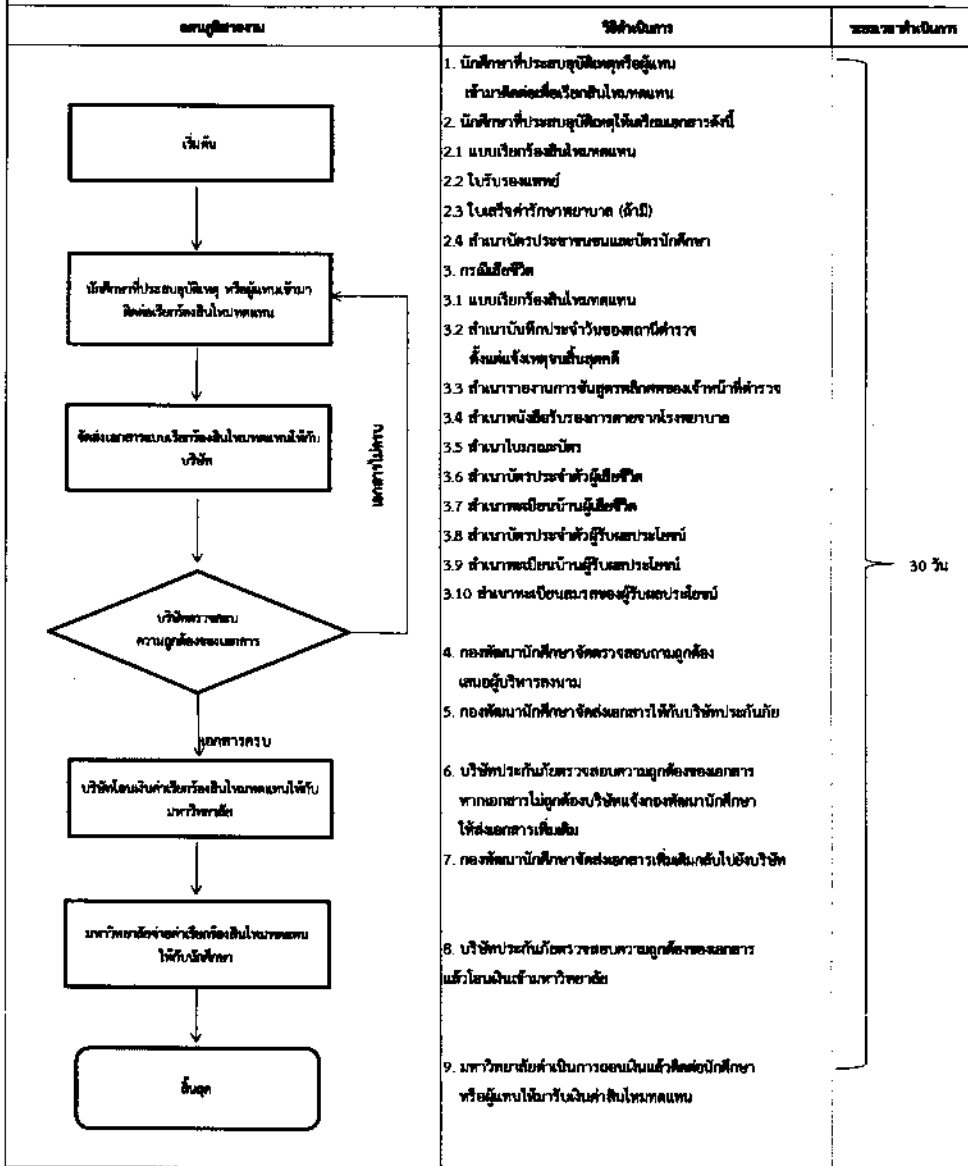 แผนภูมิสายงาน
วิธีดำเนินการ
ระยะเวลาดำเนินการ
เริ่มต้น
นักศึกษาที่ประสบอุบัติเหตุ หรือผู้แทนเข้ามา
ติดต่อเรียกร้องสินไหมทดแทน
จัดส่งเอกสารแบบเรียกร้องสินไหมทดแทนให้กับ
บริษัท
เอกสารไม่ครบ
บริษัทตรวจสอบ
ความถูกต้องของเอกสาร
เอกสารครบ
บริษัทโอนเงินค่าเรียกร้องสินไหมทดแทนให้กับ
มหาวิทยาลัย
มหาวิทยาลัยจ่ายค่าเรียกร้องสินไหมทดแทน
ให้กับนักศึกษา
สิ้นสุด
1. นักศึกษาที่ประสบอุบัติเหตุหรือผู้แทน
เข้ามาติดต่อเพื่อเรียกสินไหมทดแทน
2. นักศึกษาที่ประสบอุบัติเหตุให้เตรียมเอกสารดังนี้
2.1 แบบเรียกร้องสินไหมทดแทน
2.2 ใบรับรองแพทย์
2.3 ใบเสร็จค่ารักษาพยาบาล (ถ้ามี)
2.4 สำเนาบัตรประชาชนชนและบัตรนักศึกษา
3. กรณีเสียชีวิต
3.1 แบบเรียกร้องสินไหมทดแทน
3.2 สำเนาบันทึกประจำวันของสถานีตำรวจ
ตั้งแต่แจ้งเหตุจนสิ้นสุดคดี
3.3 สำเนารายงานการชันสูตรพลิกศพของเจ้าหน้าที่ตำรวจ
3.4 สำเนาหนังสือรับรองการตายจากโรงพยาบาล
3.5 สำเนาใบมรณะบัตร
3.6 สำเนาบัตรประจำตัวผู้เสียชีวิต
3.7 สำเนาทะเบียนบ้านผู้เสียชีวิต
3.8 สำเนาบัตรประจำตัวผู้รับผลประโยชน์
3.9 สำเนาทะเบียนบ้านผู้รับผลประโยชน์
3.10 สำเนาทะเบียนสมรสของผู้รับผลประโยชน์
4. กองพัฒนานักศึกษาจัดตรวจสอบถามถูกต้อง
เสนอผู้บริหารลงนาม
5. กองพัฒนานักศึกษาจัดส่งเอกสารให้กับบริษัทประกันภัย
6. บริษัทประกันภัยตรวจสอบความถูกต้องของเอกสาร
หากเอกสารไม่ถูกต้องบริษัทแจ้งกองพัฒนานักศึกษา
ให้ส่งเอกสารเพิ่มเติม
7. กองพัฒนานักศึกษาจัดส่งเอกสารเพิ่มเติมกลับไปยังบริษัท
8. บริษัทประกันภัยตรวจสอบความถูกต้องของเอกสาร
แล้วโอนเงินเข้ามหาวิทยาลัย
9. มหาวิทยาลัยดำเนินการถอนเงินแล้วติดต่อนักศึกษา
หรือผู้แทนให้มารับเงินค่าสินไหมทดแทน
30 วัน